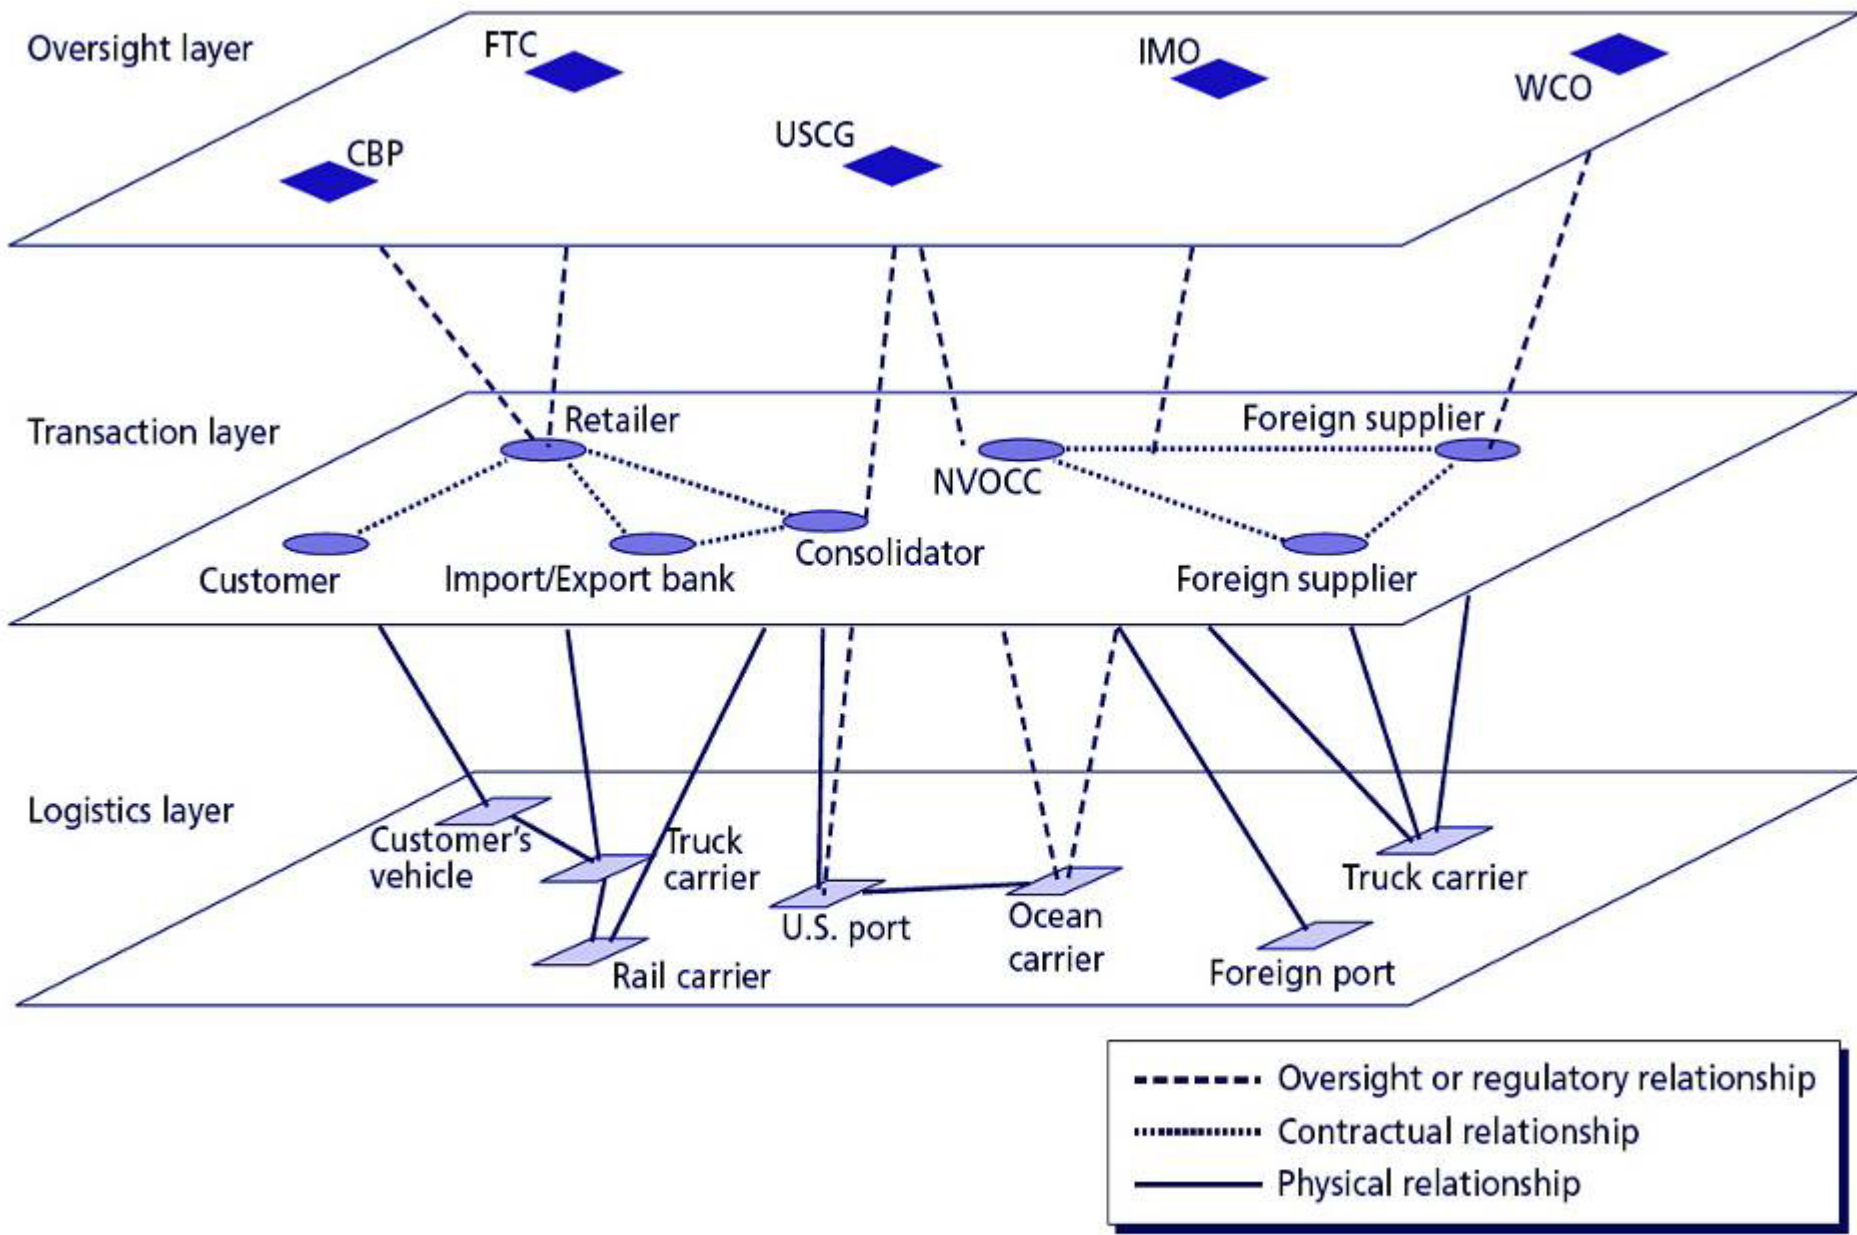 Oversight layer
FTC
IMO
WCO
USCG
CBP
Transaction layer
Retailer
Foreign supplier
NVOCC
Consolidator
Customer
Import/Export bank
Foreign supplier
Logistics layer
Customer's
vehicle
Truck
carrier
Truck carrier
U.S. port
Ocean
carrier
Rail carrier
Foreign port
Oversight or regulatory relationship
Contractual relationship
Physical relationship